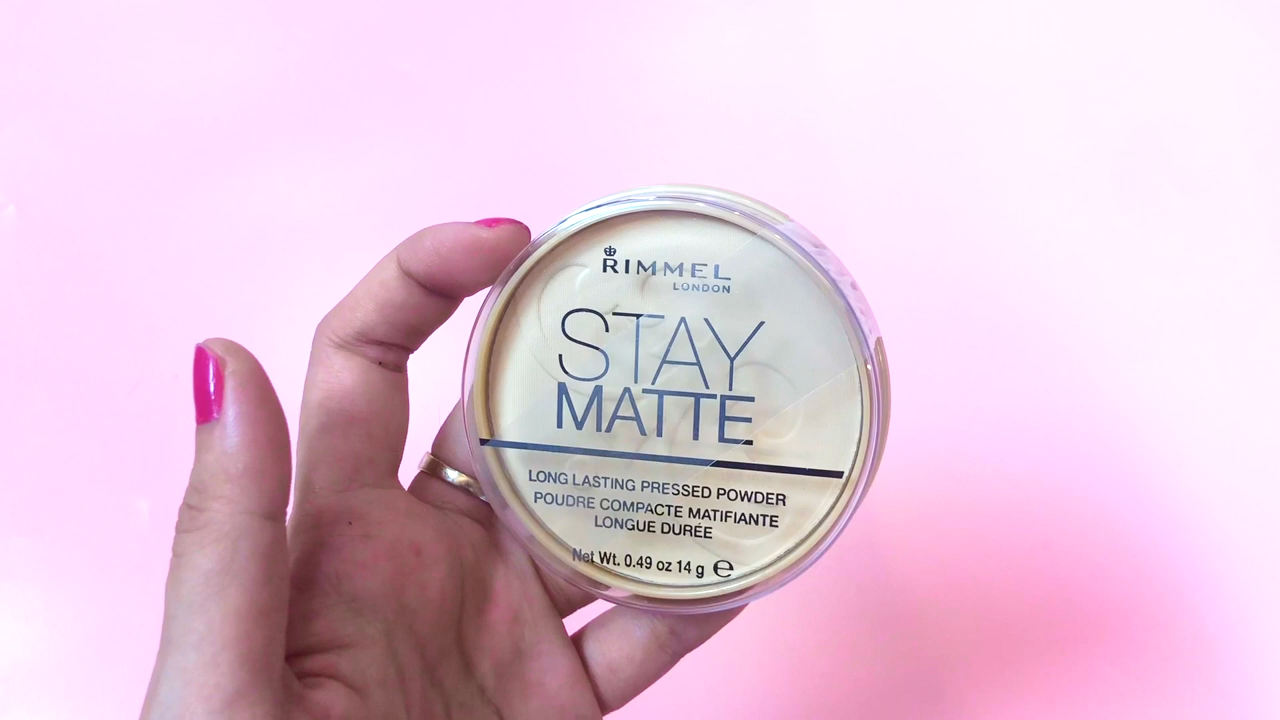 RIMMEL
LONDON
STAY
MATTE
LONG LASTING PRESSED POWDER
POUDRE COMPACTE MATIFIANTE
LONGUE DURÉE
Net Wt. 0.49 oz 14 g ℮